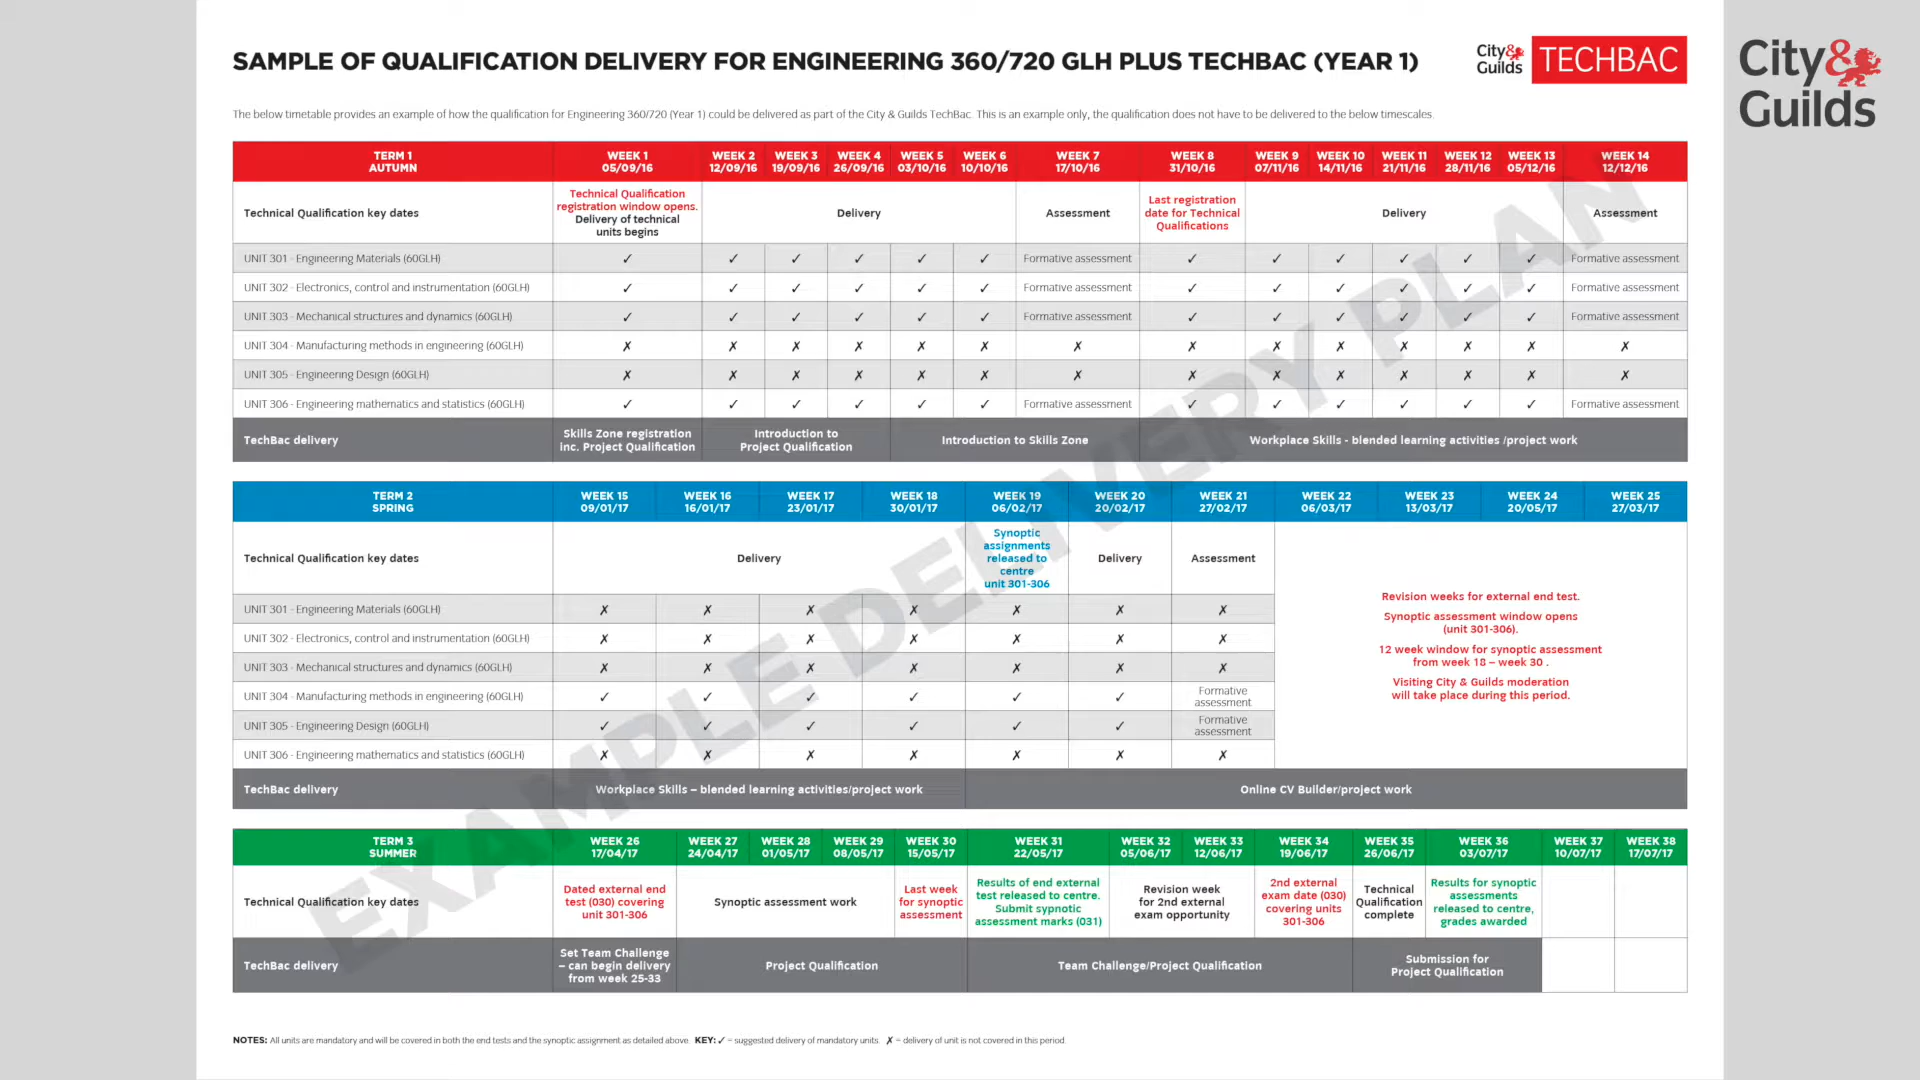 SAMPLE OF QUALIFICATION DELIVERY FOR ENGINEERING 360/720 GLH PLUS TECHBAC (YEAR 1)
City&Guilds TECHBAC
City&Guilds
The below timetable provides an example of how the qualification for Engineering 360/720 (Year 1) could be delivered as part of the City & Guilds TechBac. This is an example only, the qualification does not have to be delivered to the below timescales.
TERM 1 AUTUMN WEEK 1 05/09/16 WEEK 2 12/09/16 WEEK 3 19/09/16 WEEK 4 26/09/16 WEEK 5 03/10/16 WEEK 6 10/10/16 WEEK 7 17/10/16 WEEK 8 31/10/16 WEEK 9 07/11/16 WEEK 10 14/11/16 WEEK 11 21/11/16 WEEK 12 28/11/16 WEEK 13 05/12/16 WEEK 14 12/12/16
Technical Qualification key dates Technical Qualification registration window opens. Delivery of technical units begins Delivery Assessment Last registration date for Technical Qualifications Delivery Assessment
UNIT 301 - Engineering Materials (60GLH) ✓ ✓ ✓ ✓ ✓ ✓ Formative assessment ✓ ✓ ✓ ✓ ✓ ✓ Formative assessment
UNIT 302 - Electronics, control and instrumentation (60GLH) ✓ ✓ ✓ ✓ ✓ ✓ Formative assessment ✓ ✓ ✓ ✓ ✓ ✓ Formative assessment
UNIT 303 - Mechanical structures and dynamics (60GLH) ✓ ✓ ✓ ✓ ✓ ✓ Formative assessment ✓ ✓ ✓ ✓ ✓ ✓ Formative assessment
UNIT 304 - Manufacturing methods in engineering (60GLH) ✗ ✗ ✗ ✗ ✗ ✗ ✗ ✗ ✗ ✗ ✗ ✗ ✗ ✗
UNIT 305 - Engineering Design (60GLH) ✗ ✗ ✗ ✗ ✗ ✗ ✗ ✗ ✗ ✗ ✗ ✗ ✗ ✗
UNIT 306 - Engineering mathematics and statistics (60GLH) ✓ ✓ ✓ ✓ ✓ ✓ Formative assessment ✓ ✓ ✓ ✓ ✓ ✓ Formative assessment
TechBac delivery Skills Zone registration inc. Project Qualification Introduction to Project Qualification Introduction to Skills Zone Workplace Skills - blended learning activities /project work
TERM 2 SPRING WEEK 15 09/01/17 WEEK 16 16/01/17 WEEK 17 23/01/17 WEEK 18 30/01/17 WEEK 19 06/02/17 WEEK 20 20/02/17 WEEK 21 27/02/17 WEEK 22 06/03/17 WEEK 23 13/03/17 WEEK 24 20/05/17 WEEK 25 27/03/17
Technical Qualification key dates Delivery Synoptic assignments released to centre unit 301-306 Delivery Assessment
UNIT 301 - Engineering Materials (60GLH) ✗ ✗ ✗ ✗ ✗ ✗ ✗
UNIT 302 - Electronics, control and instrumentation (60GLH) ✗ ✗ ✗ ✗ ✗ ✗ ✗
UNIT 303 - Mechanical structures and dynamics (60GLH) ✗ ✗ ✗ ✗ ✗ ✗ ✗
UNIT 304 - Manufacturing methods in engineering (60GLH) ✓ ✓ ✓ ✓ ✓ ✓ Formative assessment
UNIT 305 - Engineering Design (60GLH) ✓ ✓ ✓ ✓ ✓ ✓ Formative assessment
UNIT 306 - Engineering mathematics and statistics (60GLH) ✗ ✗ ✗ ✗ ✗ ✗ ✗
Revision weeks for external end test.
Synoptic assessment window opens
(unit 301-306).
12 week window for synoptic assessment
from week 18 – week 30 .
Visiting City & Guilds moderation
will take place during this period.
TechBac delivery Workplace Skills – blended learning activities/project work Online CV Builder/project work
TERM 3 SUMMER WEEK 26 17/04/17 WEEK 27 24/04/17 WEEK 28 01/05/17 WEEK 29 08/05/17 WEEK 30 15/05/17 WEEK 31 22/05/17 WEEK 32 05/06/17 WEEK 33 12/06/17 WEEK 34 19/06/17 WEEK 35 26/06/17 WEEK 36 03/07/17 WEEK 37 10/07/17 WEEK 38 17/07/17
Technical Qualification key dates Dated external end test (030) covering unit 301-306 Synoptic assessment work Last week for synoptic assessment Results of end external test released to centre. Submit sypnotic assessment marks (031) Revision week for 2nd external exam opportunity 2nd external exam date (030) covering units 301-306 Technical Qualification complete Results for synoptic assessments released to centre, grades awarded
TechBac delivery Set Team Challenge – can begin delivery from week 25-33 Project Qualification Team Challenge/Project Qualification Submission for Project Qualification
NOTES: All units are mandatory and will be covered in both the end tests and the synoptic assignment as detailed above. KEY: ✓ = suggested delivery of mandatory units. ✗ = delivery of unit is not covered in this period.
EXAMPLE DELIVERY PLAN